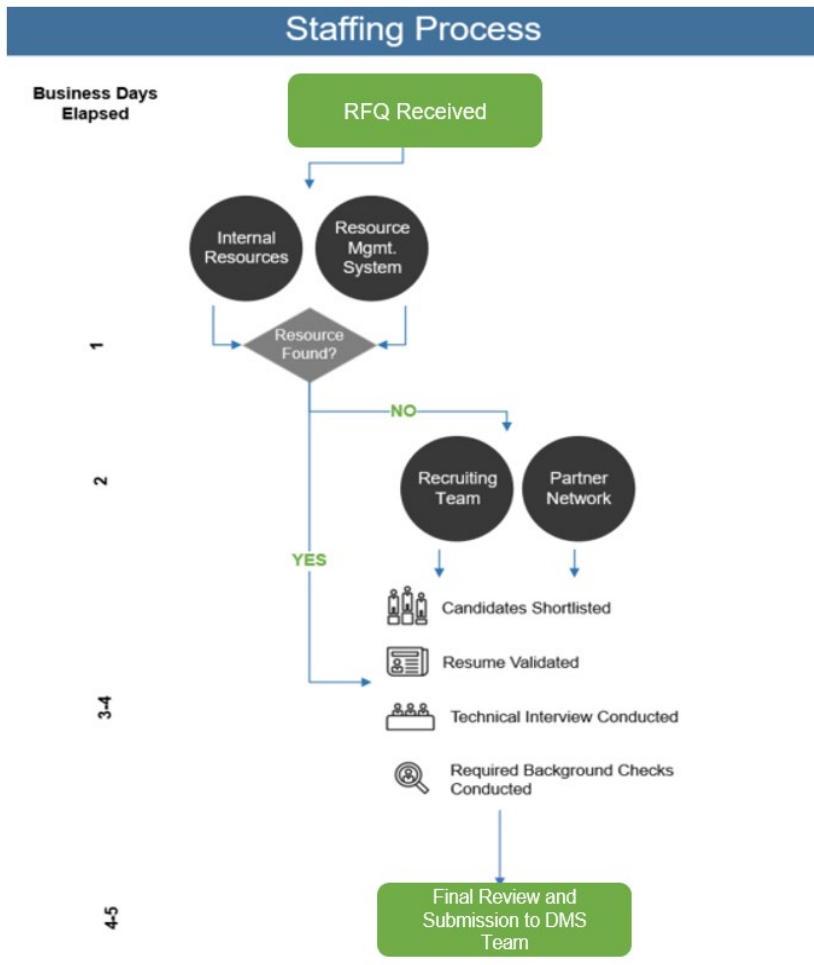 Staffing Process
Business Days
Elapsed
RFQ Received
Internal
Resources
Resource
Mgmt.
System
1
Resource
Found?
NO
2
Recruiting
Team
Partner
Network
YES
Candidates Shortlisted
Resume Validated
3-4
Technical Interview Conducted
Required Background Checks
Conducted
4-5
Final Review and
Submission to DMS
Team